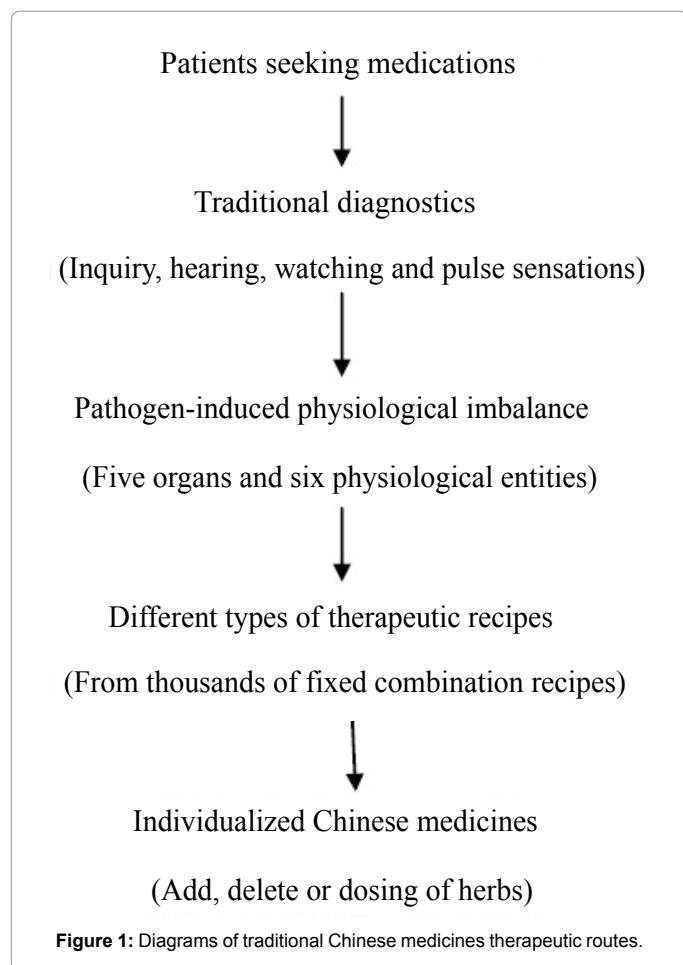 Patients seeking medications
Traditional diagnostics
(Inquiry, hearing, watching and pulse sensations)
Pathogen-induced physiological imbalance
(Five organs and six physiological entities)
Different types of therapeutic recipes
(From thousands of fixed combination recipes)
Individualized Chinese medicines
(Add, delete or dosing of herbs)
Figure 1: Diagrams of traditional Chinese medicines therapeutic routes.